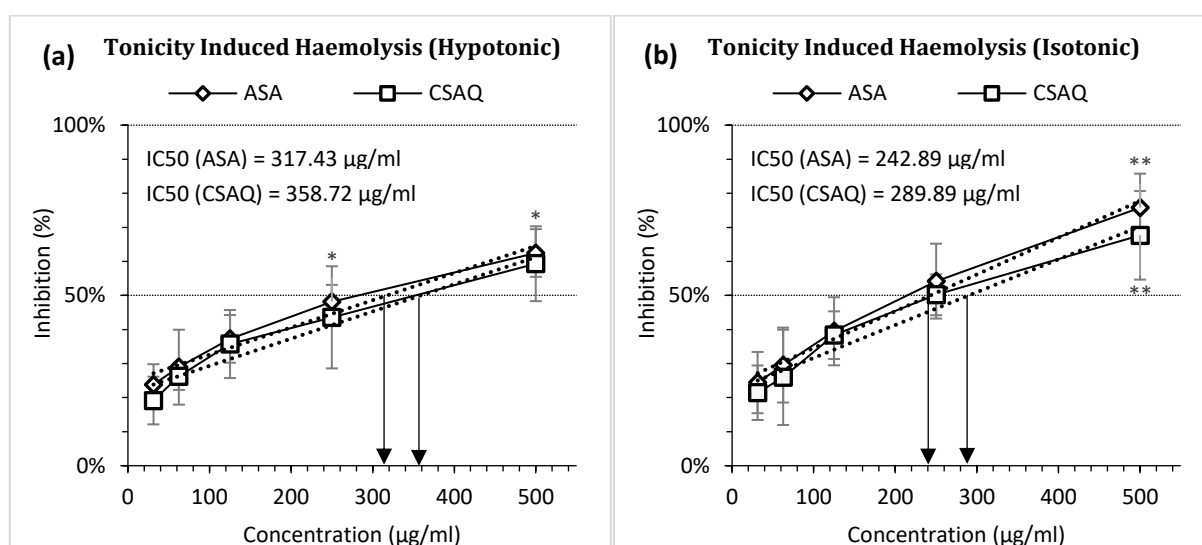 (a) Tonicity Induced Haemolysis (Hypotonic)
ASA CSAQ
100%
IC50 (ASA) = 317.43 µg/ml
IC50 (CSAQ) = 358.72 µg/ml
*
*
50%
0%
Inhibition (%)
0 100 200 300 400 500
Concentration (µg/ml)
(b) Tonicity Induced Haemolysis (Isotonic)
ASA CSAQ
100%
IC50 (ASA) = 242.89 µg/ml
IC50 (CSAQ) = 289.89 µg/ml
**
50%
**
0%
Inhibition (%)
0 100 200 300 400 500
Concentration (µg/ml)